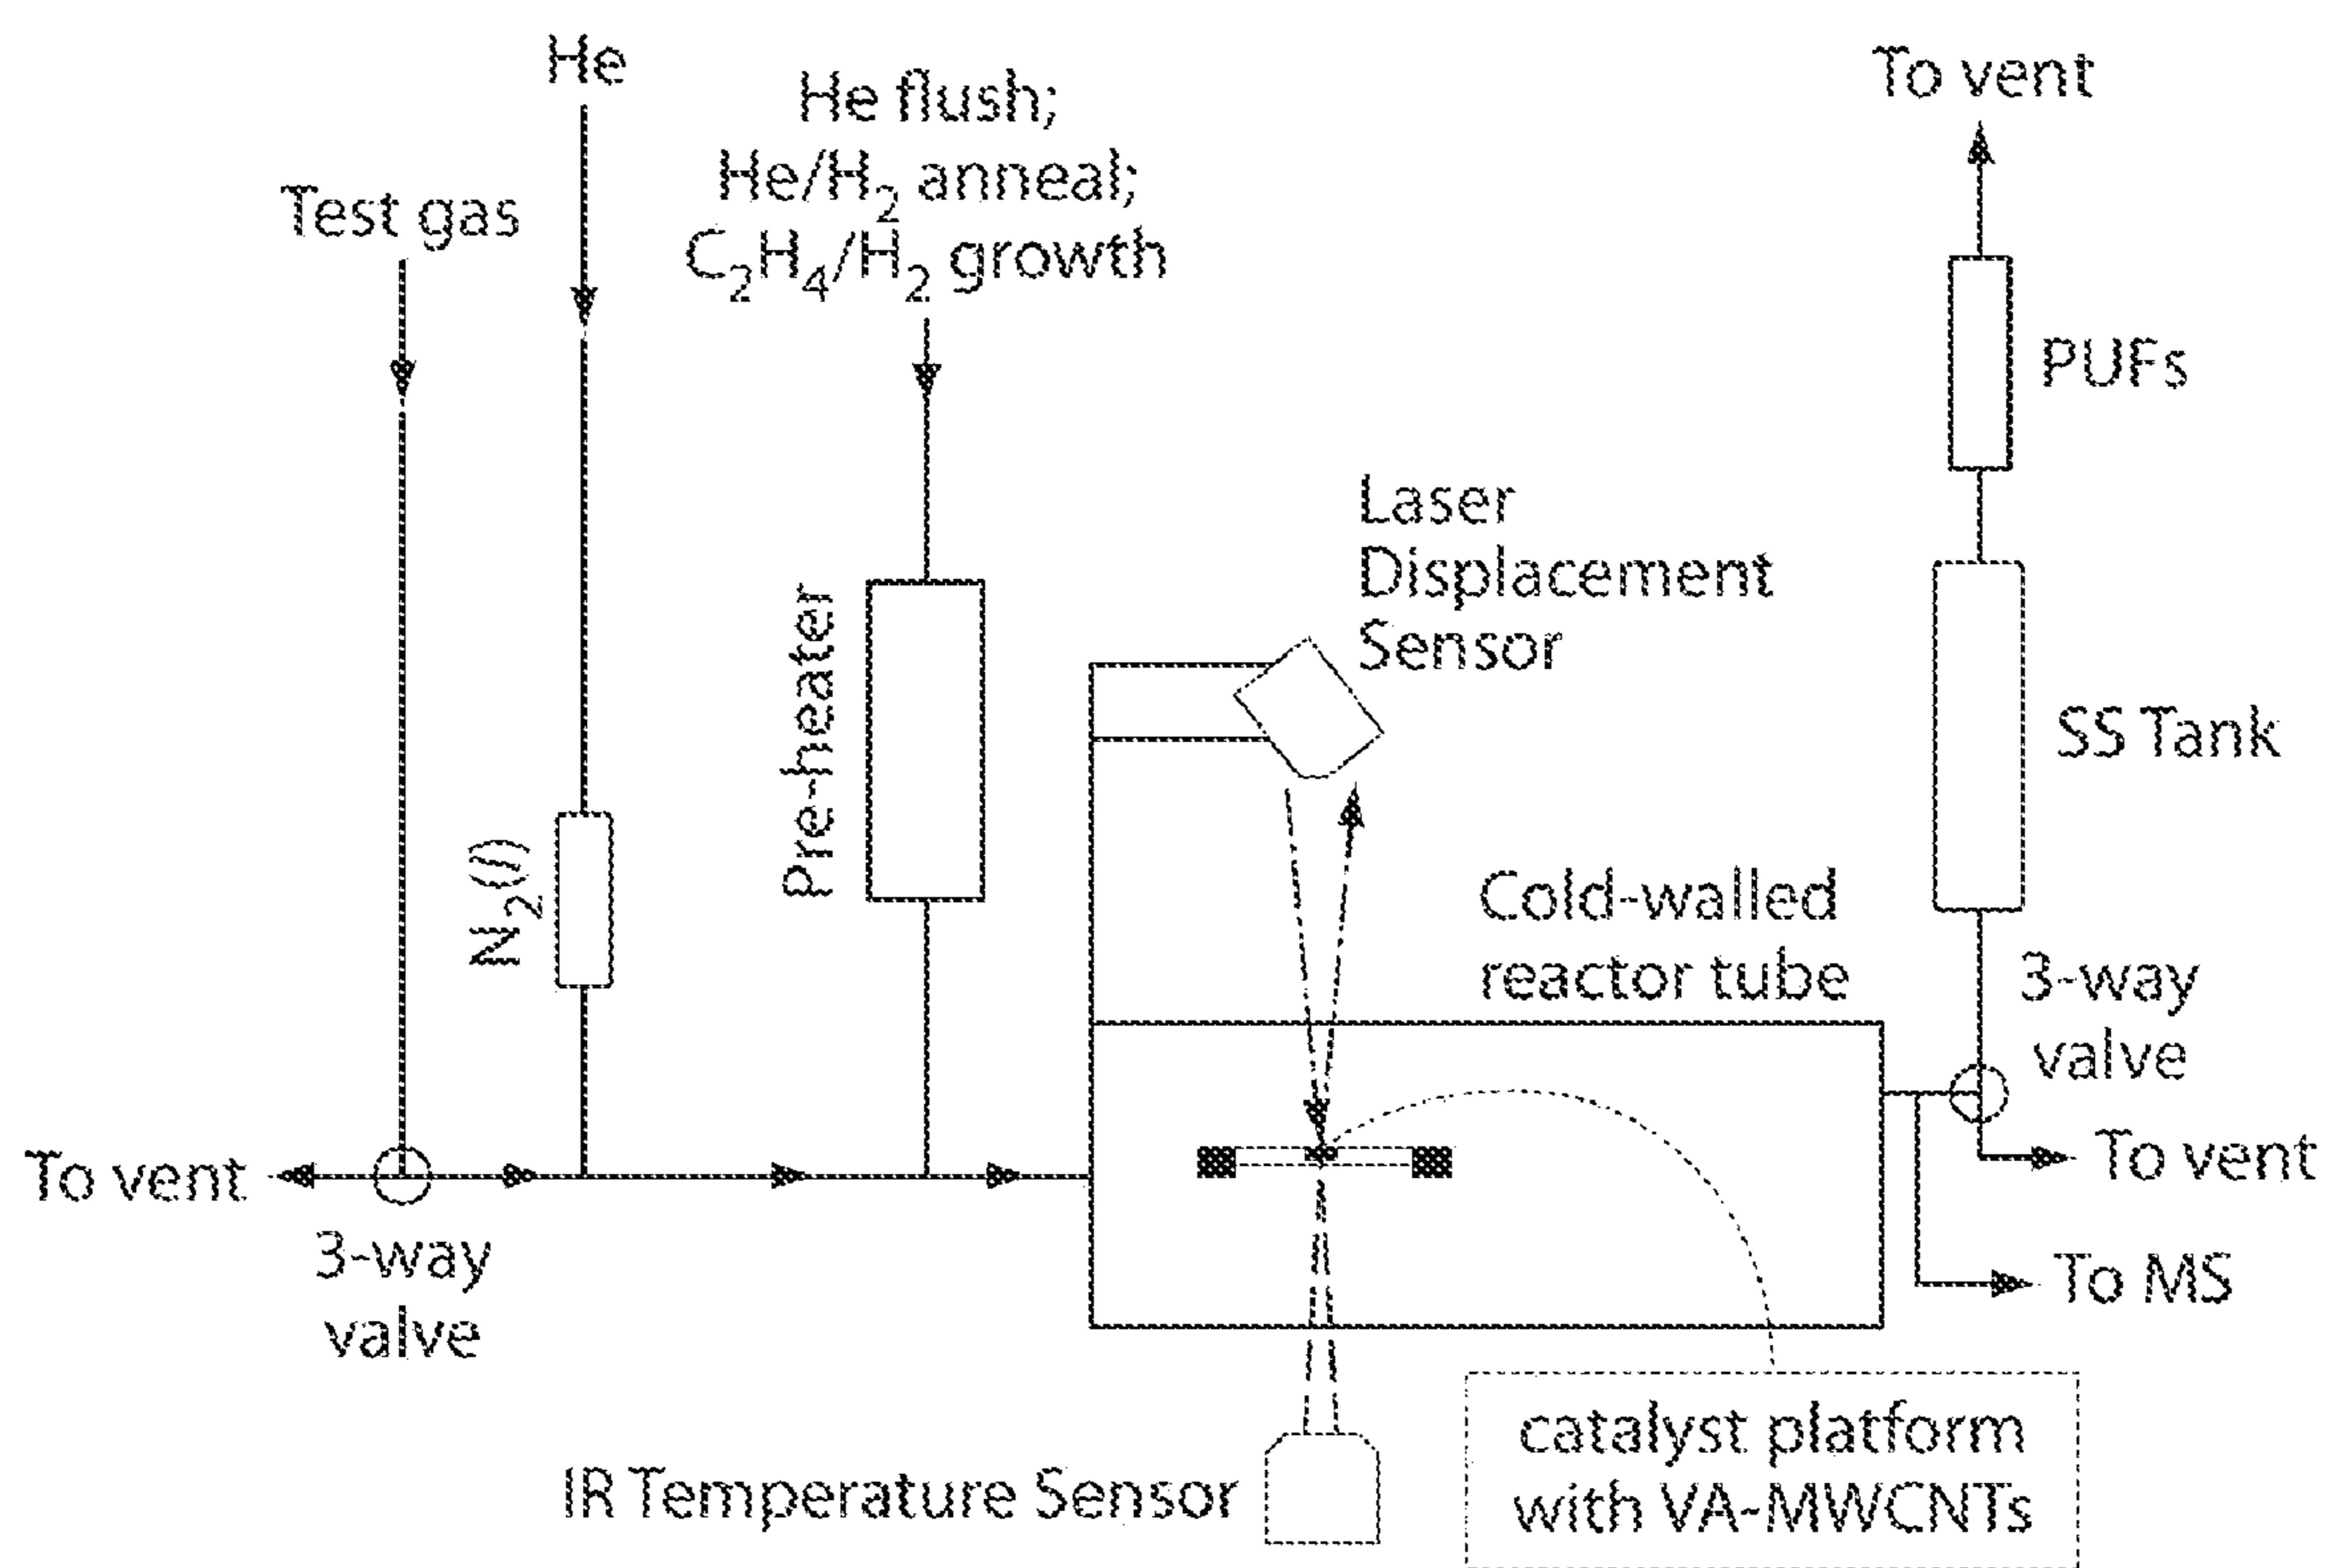 He
To vent
He flush;
He/H₂ anneal;
C₂H₄/H₂ growth
Test gas
PUFs
Laser
Displacement
Sensor
Pre-heater
SS Tank
N₂(l)
Cold-walled
reactor tube
3-way
valve
To vent
To vent
3-way
valve
To MS
catalyst platform
with VA-MWCNTs
IR Temperature Sensor